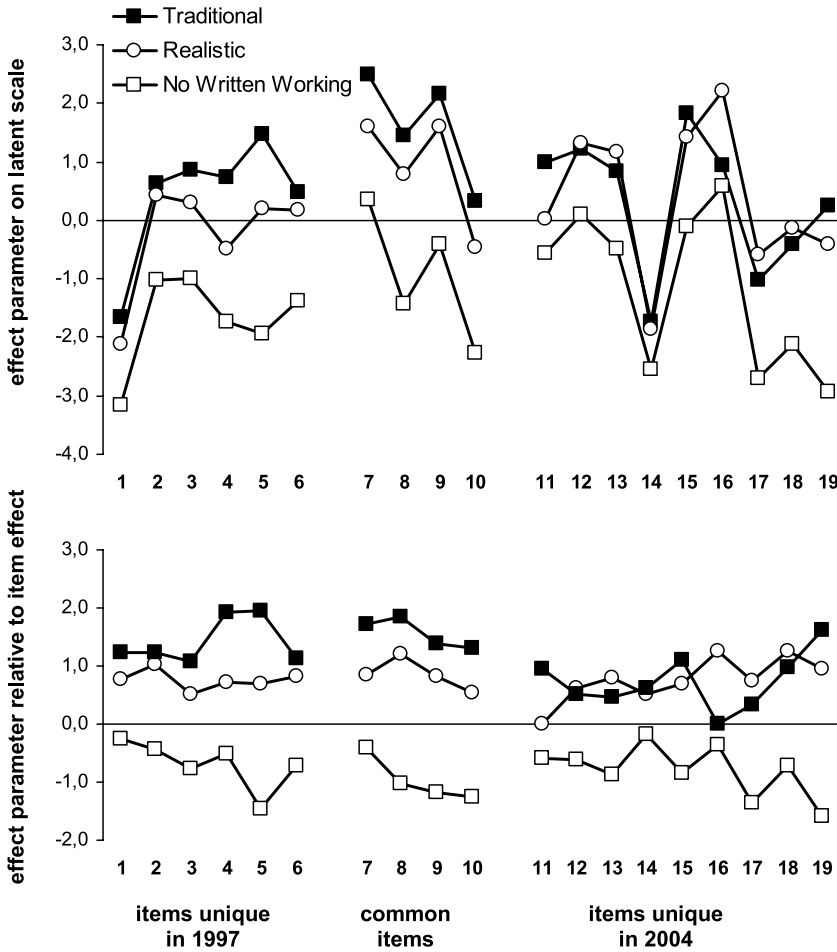 Traditional
Realistic
No Written Working
effect parameter on latent scale
3,0
2,0
1,0
0,0
-1,0
-2,0
-3,0
-4,0
1 2 3 4 5 6 7 8 9 10 11 12 13 14 15 16 17 18 19
effect parameter relative to item effect
3,0
2,0
1,0
0,0
-1,0
-2,0
1 2 3 4 5 6 7 8 9 10 11 12 13 14 15 16 17 18 19
items unique
in 1997
common
items
items unique
in 2004